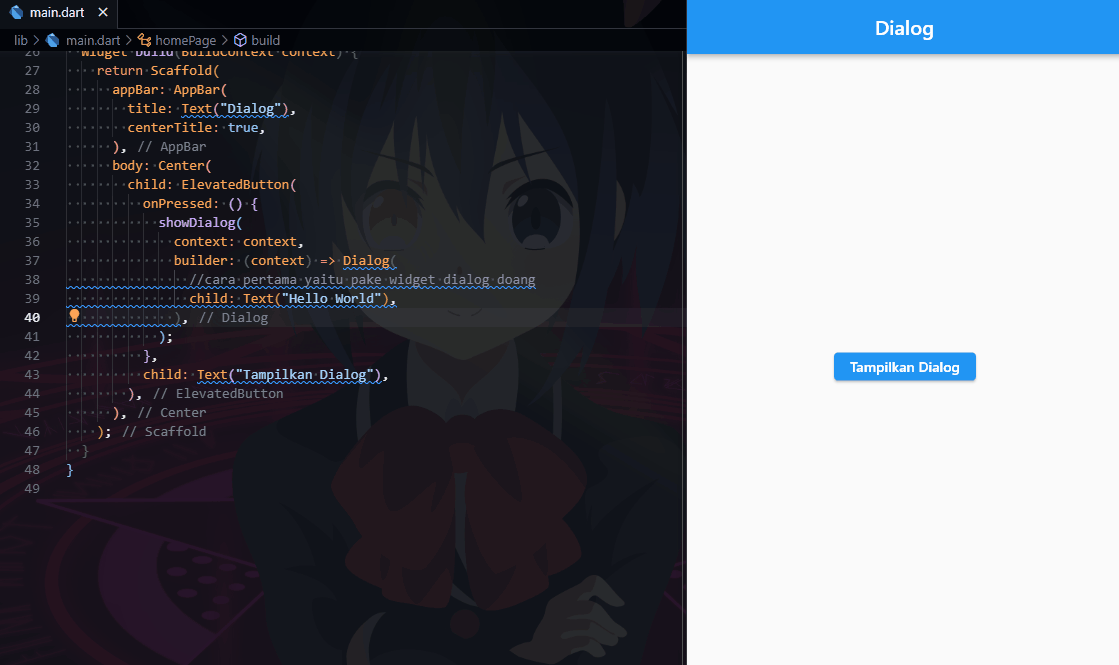 main.dart
Dialog
lib > main.dart > homePage > build
26 Widget build(BuildContext context) {
27 return Scaffold(
28 appBar: AppBar(
29 title: Text("Dialog"),
30 centerTitle: true,
31 ), // AppBar
32 body: Center(
33 child: ElevatedButton(
34 onPressed: () {
35 showDialog(
36 context: context,
37 builder: (context) => Dialog(
38 //cara pertama yaitu pake widget dialog doang
39 child: Text("Hello World"),
40 ), // Dialog
41 );
42 },
43 child: Text("Tampilkan Dialog"),
44 ), // ElevatedButton
45 ), // Center
46 ); // Scaffold
47 }
48 }
49
Tampilkan Dialog